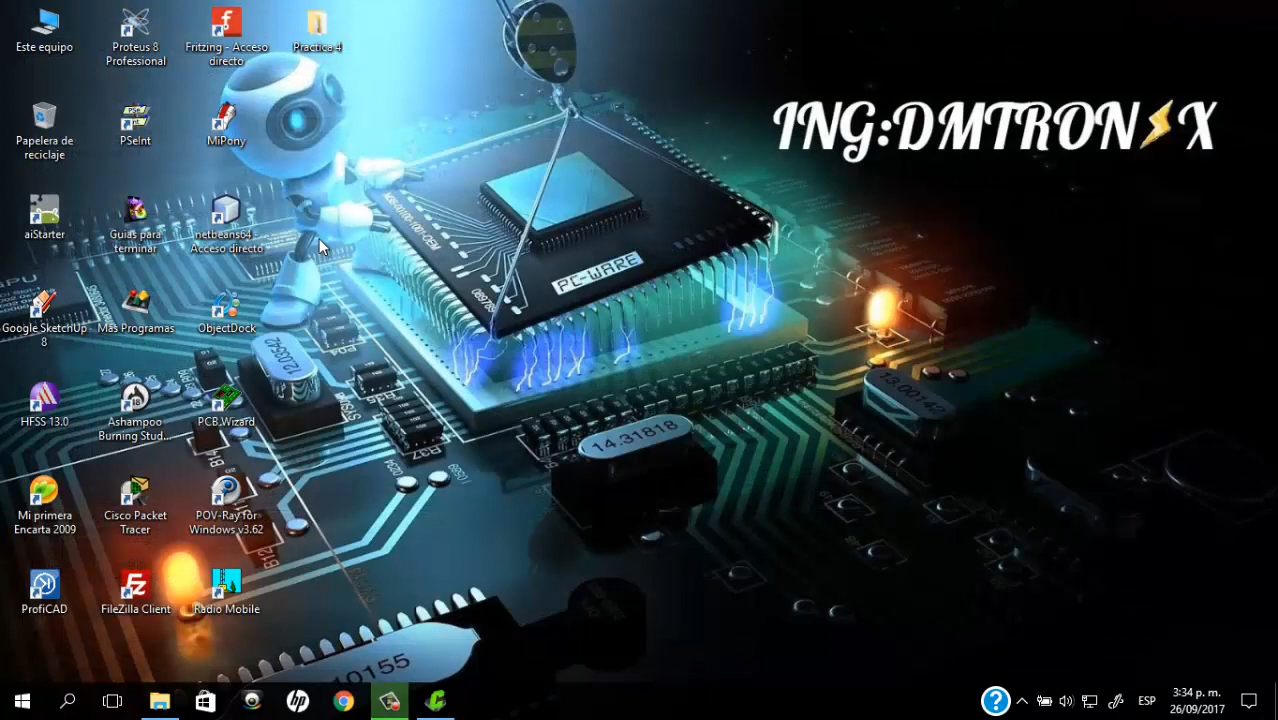 Este equipo
Proteus 8
Professional
Fritzing - Acceso
directo
Practica 4
ING:DMTRON⚡X
Papelera de
reciclaje
PSeInt
MiPony
aiStarter
Guias para
terminar
netbeans64 -
Acceso directo
PC-WARE
Google SketchUp
8
Mas Programas
ObjectDock
HFSS 13.0
Ashampoo
Burning Stud...
PCB Wizard
14.31818
Mi primera
Encarta 2009
Cisco Packet
Tracer
POV-Ray for
Windows v3.62
ProfiCAD
FileZilla Client
Radio Mobile
10155
ESP
3:34 p. m.
26/09/2017